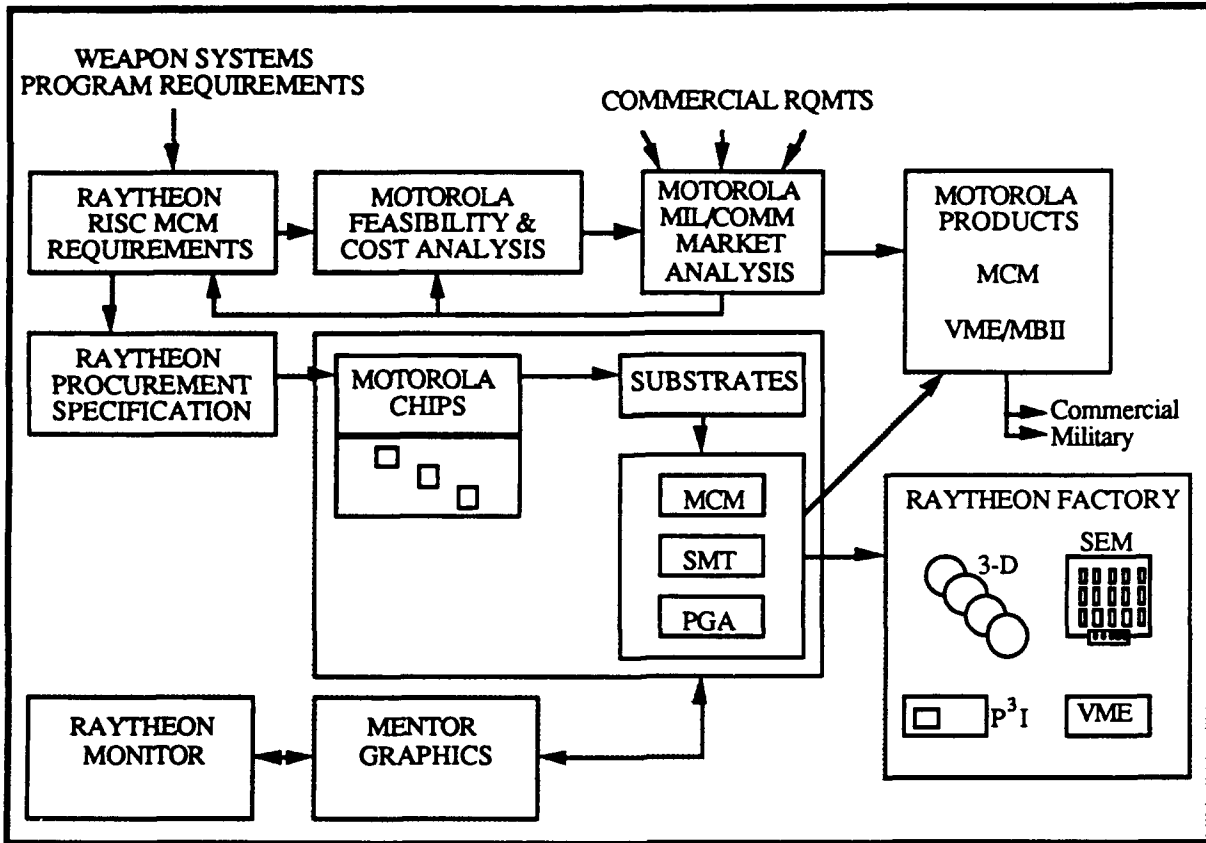 WEAPON SYSTEMS
PROGRAM REQUIREMENTS
COMMERCIAL RQMTS
RAYTHEON
RISC MCM
REQUIREMENTS
MOTOROLA
FEASIBILITY &
COST ANALYSIS
MOTOROLA
MIL/COMM
MARKET
ANALYSIS
MOTOROLA
PRODUCTS
MCM
VME/MBII
Commercial
Military
RAYTHEON
PROCUREMENT
SPECIFICATION
MOTOROLA
CHIPS
SUBSTRATES
MCM
SMT
PGA
RAYTHEON FACTORY
3-D
SEM
P³I
VME
RAYTHEON
MONITOR
MENTOR
GRAPHICS